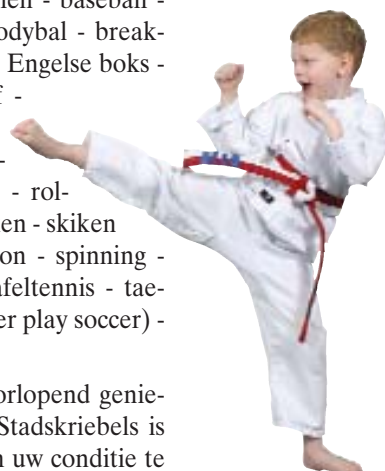 nen - baseball -
odybal - break-
Engelse boks -
f -
-
- rol-
en - skiken
on - spinning -
afeltennis - tae-
er play soccer) -
orlopend genie-
Stadskriebels is
n uw conditie te